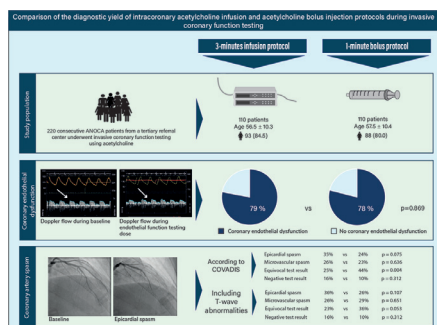 Comparison of the diagnostic yield of intracoronary acetylcholine infusion and acetylcholine bolus injection protocols during invasive coronary function testing
3-minutes infusion protocol
1-minute bolus protocol
Study population
220 consecutive ANOCA patients from a tertiary referral
center underwent invasive coronary function testing
using acetylcholine
110 patients
Age 56.5 ± 10.3
93 (84.5)
110 patients
Age 57.5 ± 10.4
88 (80.0)
Coronary endothelial
dysfunction
Doppler flow during baseline
Doppler flow during
endothelial function testing
dose
79 %
vs
78 %
p=0.869
Coronary endothelial dysfunction
No coronary endothelial dysfunction
Coronary artery spasm
Baseline
Epicardial spasm
According to
COVADIS
Epicardial spasm 35% vs 24% p = 0.075
Microvascular spasm 26% vs 23% p = 0.636
Equivocal test result 25% vs 44% p = 0.004
Negative test result 16% vs 10% p = 0.312
Including
T-wave
abnormalities
Epicardial spasm 36% vs 26% p = 0.107
Microvascular spasm 26% vs 29% p = 0.651
Equivocal test result 23% vs 36% p = 0.053
Negative test result 16% vs 10% p = 0.312